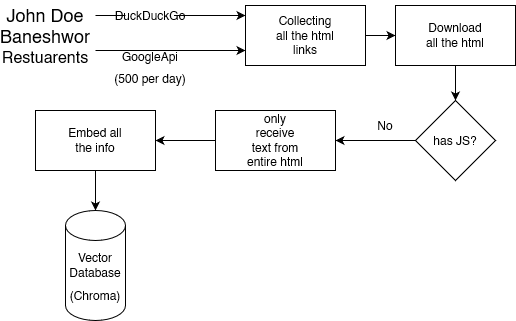 John Doe
Baneshwor
Restuarents
DuckDuckGo
GoogleApi
(500 per day)
Collecting
all the html
links
Download
all the html
has JS?
No
only
receive
text from
entire html
Embed all
the info
Vector
Database
(Chroma)